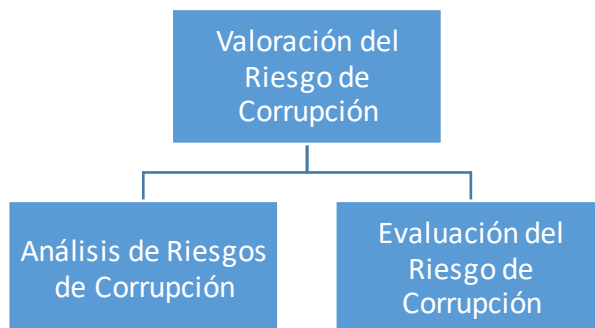 Valoración del
Riesgo de
Corrupción
Análisis de Riesgos
de Corrupción
Evaluación del
Riesgo de
Corrupción